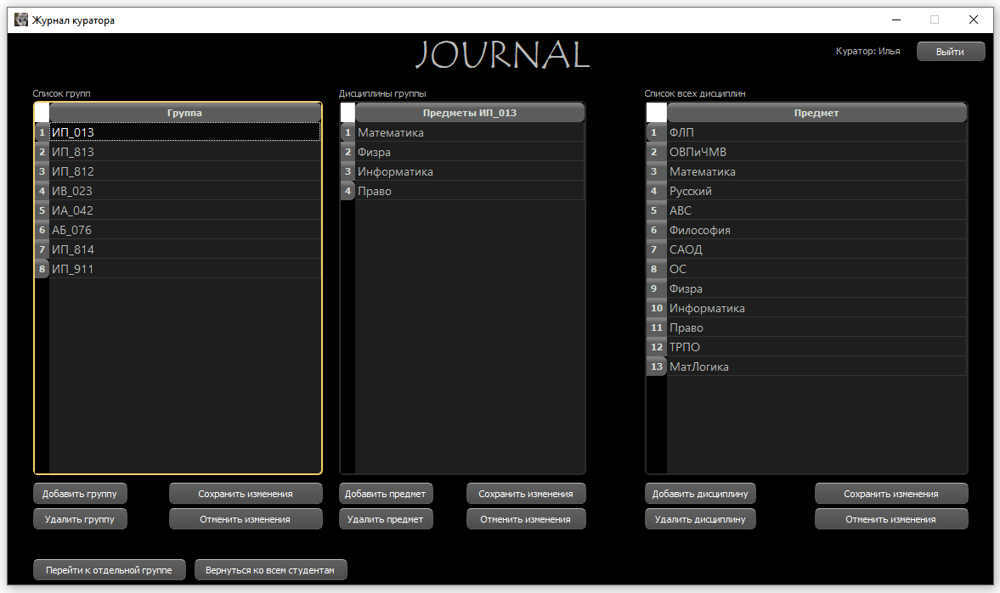 Журнал куратора
JOURNAL
Куратор: Илья
Выйти
Список групп
Группа
1 ИП_013
2 ИП_813
3 ИП_812
4 ИВ_023
5 ИА_042
6 АБ_076
7 ИП_814
8 ИП_911
Добавить группу
Сохранить изменения
Удалить группу
Отменить изменения
Дисциплины группы
Предметы ИП_013
1 Математика
2 Физра
3 Информатика
4 Право
Добавить предмет
Сохранить изменения
Удалить предмет
Отменить изменения
Список всех дисциплин
Предмет
1 ФЛП
2 ОВПиЧМВ
3 Математика
4 Русский
5 АВС
6 Философия
7 САОД
8 ОС
9 Физра
10 Информатика
11 Право
12 ТРПО
13 МатЛогика
Добавить дисциплину
Сохранить изменения
Удалить дисциплину
Отменить изменения
Перейти к отдельной группе
Вернуться ко всем студентам